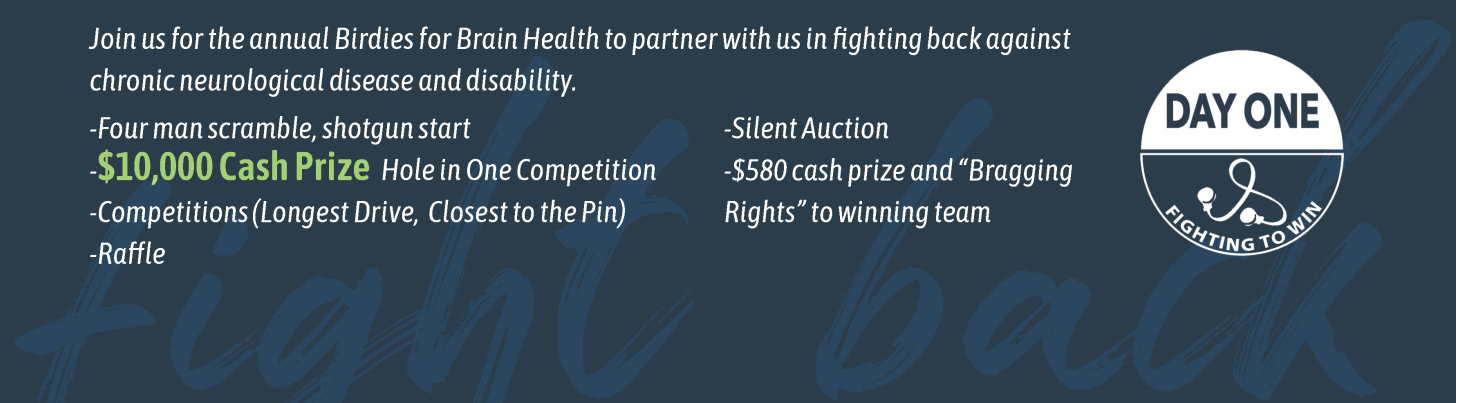 Join us for the annual Birdies for Brain Health to partner with us in fighting back against
chronic neurological disease and disability.
-Four man scramble, shotgun start
-$10,000 Cash Prize Hole in One Competition
-Competitions (Longest Drive, Closest to the Pin)
-Raffle
-Silent Auction
-$580 cash prize and “Bragging
Rights” to winning team
DAY ONE
FIGHTING TO WIN
fight back